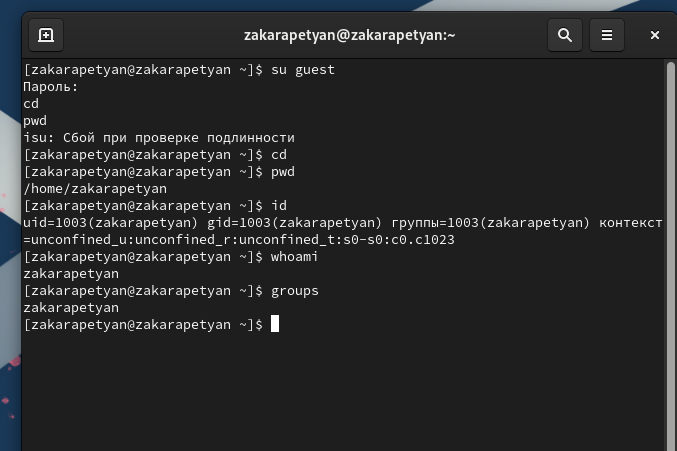 zakarapetyan@zakarapetyan:~
[zakarapetyan@zakarapetyan ~]$ su guest
Пароль:
cd
pwd
isu: Сбой при проверке подлинности
[zakarapetyan@zakarapetyan ~]$ cd
[zakarapetyan@zakarapetyan ~]$ pwd
/home/zakarapetyan
[zakarapetyan@zakarapetyan ~]$ id
uid=1003(zakarapetyan) gid=1003(zakarapetyan) группы=1003(zakarapetyan) контекст
=unconfined_u:unconfined_r:unconfined_t:s0-s0:c0.c1023
[zakarapetyan@zakarapetyan ~]$ whoami
zakarapetyan
[zakarapetyan@zakarapetyan ~]$ groups
zakarapetyan
[zakarapetyan@zakarapetyan ~]$